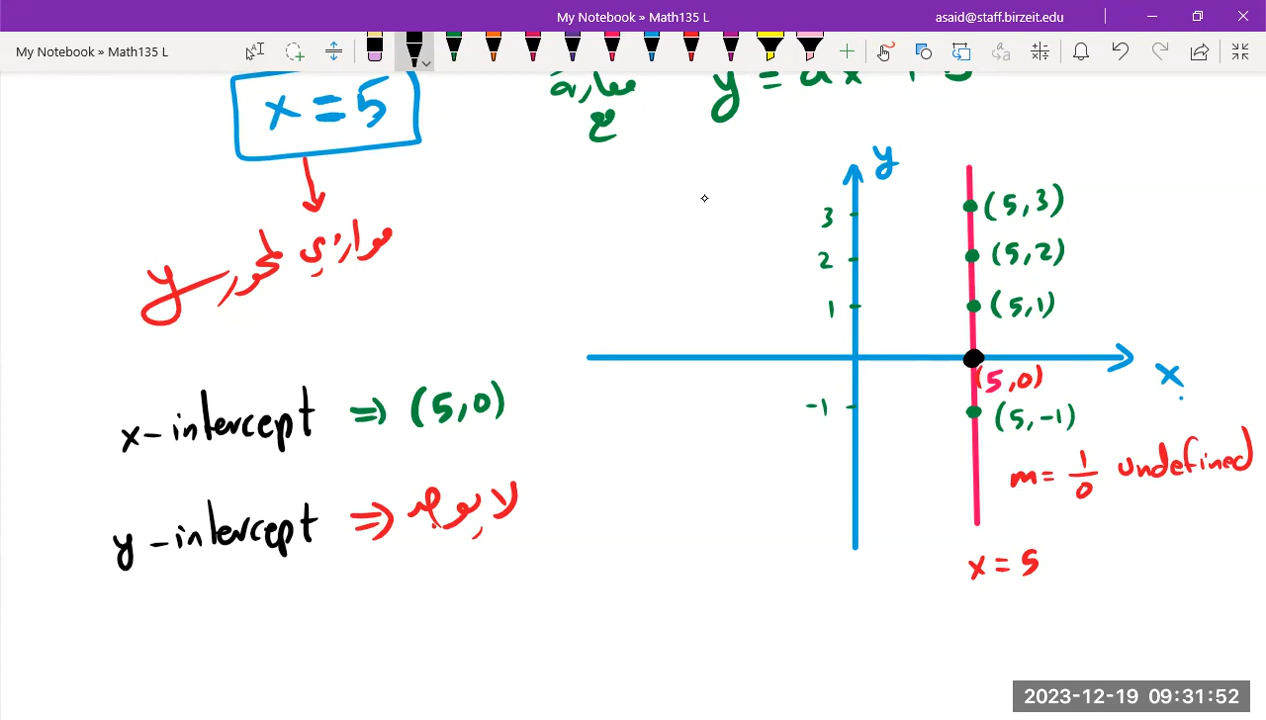 My Notebook » Math135 L
asaid@staff.birzeit.edu
My Notebook » Math135 L
x = 5
y = ax + 5
موازي لمحور y
y
3
2
1
-1
(5,3)
(5,2)
(5,1)
(5,0)
(5,-1)
x
x-intercept ⇒ (5,0)
m = 1/0 undefined
y-intercept ⇒ لا يوجد
x = 5
2023-12-19 09:31:52